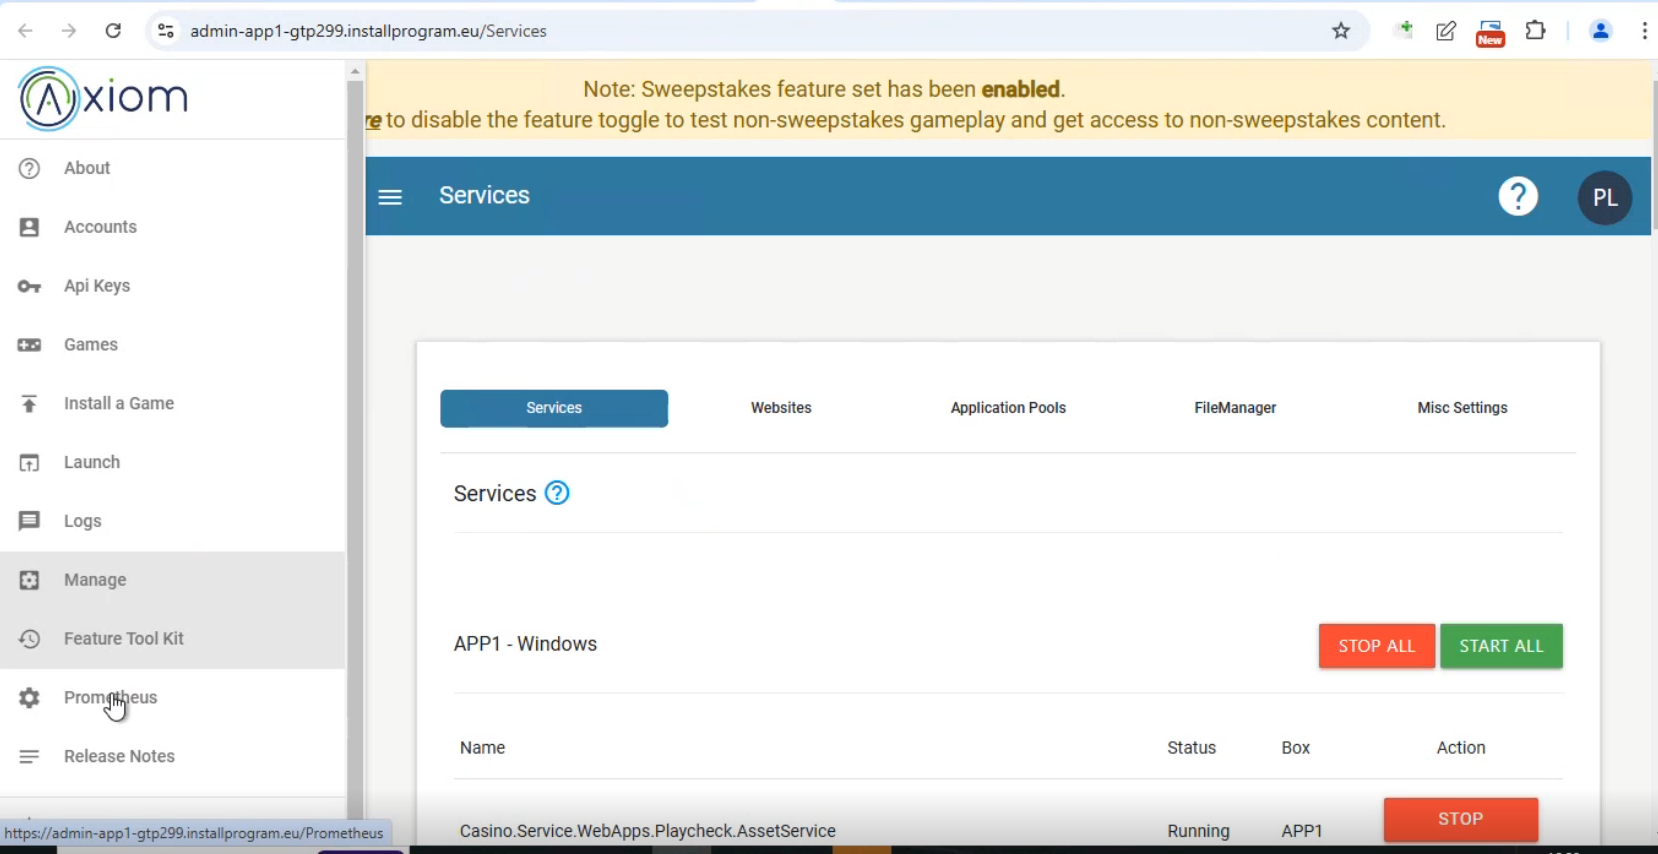 admin-app1-gtp299.installprogram.eu/Services
New
Axiom
Note: Sweepstakes feature set has been enabled.
re to disable the feature toggle to test non-sweepstakes gameplay and get access to non-sweepstakes content.
Services
?
PL
About
Accounts
Api Keys
Games
Install a Game
Launch
Logs
Manage
Feature Tool Kit
Prometheus
Release Notes
Services Websites Application Pools FileManager Misc Settings
Services ?
APP1 - Windows STOP ALL START ALL
Name Status Box Action
Casino.Service.WebApps.Playcheck.AssetService Running APP1 STOP
https://admin-app1-gtp299.installprogram.eu/Prometheus